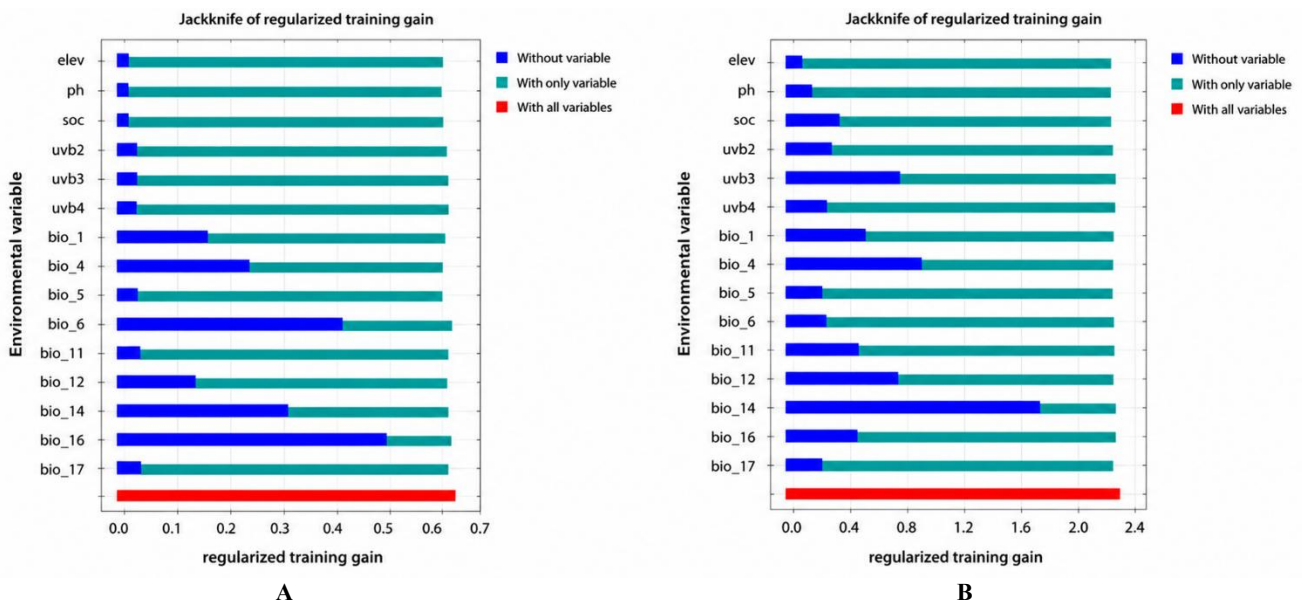 Jackknife of regularized training gain
Environmental variable
elev
ph
soc
uvb2
uvb3
uvb4
bio_1
bio_4
bio_5
bio_6
bio_11
bio_12
bio_14
bio_16
bio_17
0.0 0.1 0.2 0.3 0.4 0.5 0.6 0.7
regularized training gain
Without variable
With only variable
With all variables
A
Jackknife of regularized training gain
Environmental variable
elev
ph
soc
uvb2
uvb3
uvb4
bio_1
bio_4
bio_5
bio_6
bio_11
bio_12
bio_14
bio_16
bio_17
0.0 0.4 0.8 1.2 1.6 2.0 2.4
regularized training gain
Without variable
With only variable
With all variables
B